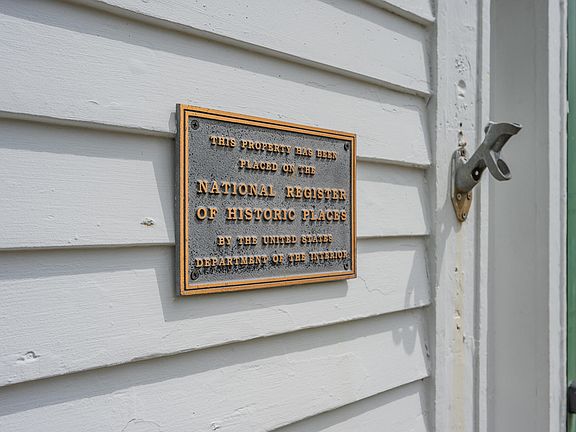 THIS PROPERTY HAS BEEN
PLACED ON THE
NATIONAL REGISTER
OF HISTORIC PLACES
BY THE UNITED STATES
DEPARTMENT OF THE INTERIOR